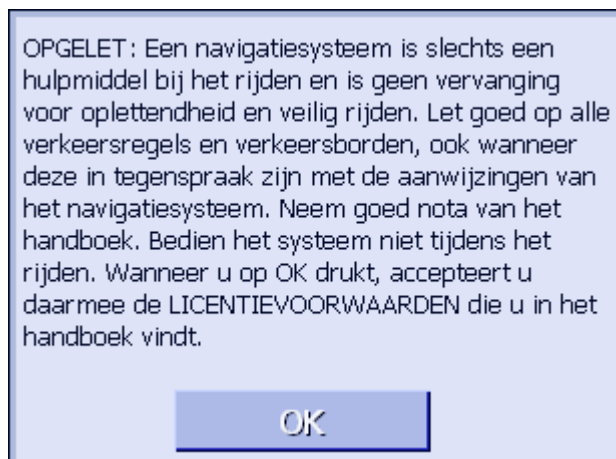 OPGELET: Een navigatiesysteem is slechts een
hulpmiddel bij het rijden en is geen vervanging
voor oplettendheid en veilig rijden. Let goed op alle
verkeersregels en verkeersborden, ook wanneer
deze in tegenspraak zijn met de aanwijzingen van
het navigatiesysteem. Neem goed nota van het
handboek. Bedien het systeem niet tijdens het
rijden. Wanneer u op OK drukt, accepteert u
daarmee de LICENTIEVOORWAARDEN die u in het
handboek vindt.
OK